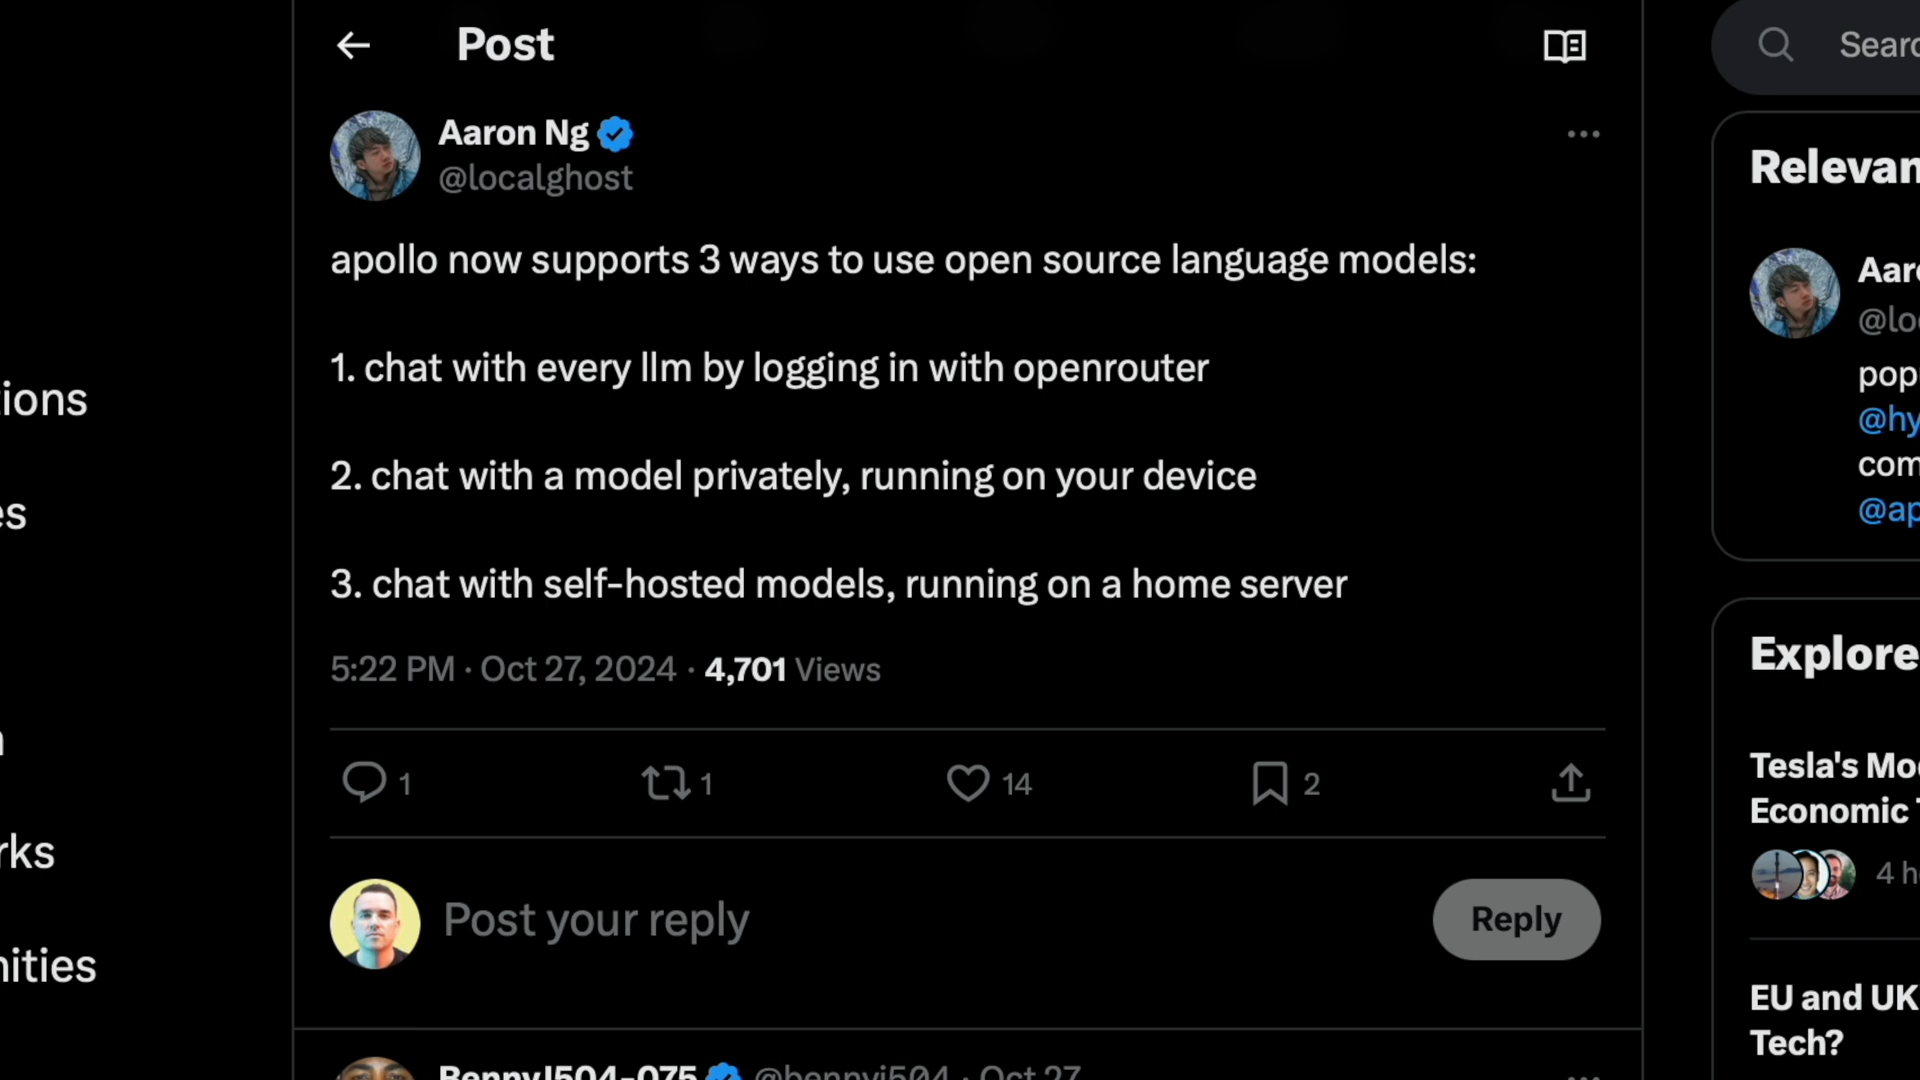 Post
Aaron Ng
@localghost
apollo now supports 3 ways to use open source language models:
1. chat with every llm by logging in with openrouter
2. chat with a model privately, running on your device
3. chat with self-hosted models, running on a home server
5:22 PM · Oct 27, 2024 · 4,701 Views
1 1 14 2
Post your reply
Reply
BennyJ504-075 @bennyj504 · Oct 27
ions
es
rks
nities
Searc
Relevan
Aar
@lo
pop
@hy
com
@ap
Explore
Tesla's Mo
Economic
4 h
EU and UK
Tech?